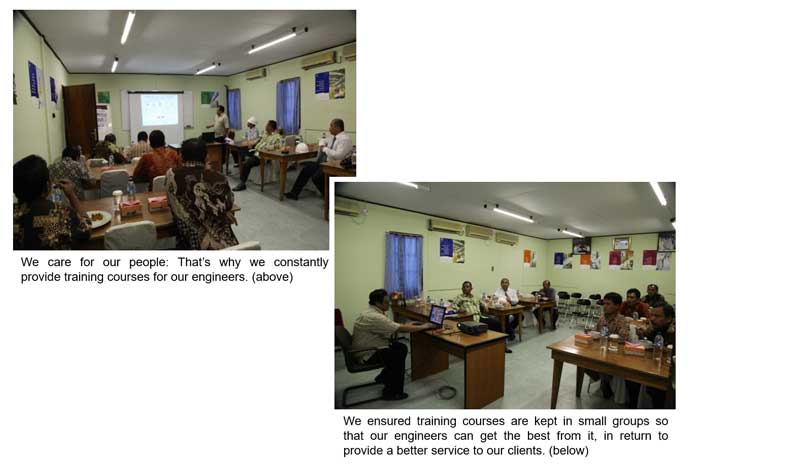 We care for our people: That's why we constantly
provide training courses for our engineers. (above)
We ensured training courses are kept in small groups so
that our engineers can get the best from it, in return to
provide a better service to our clients. (below)